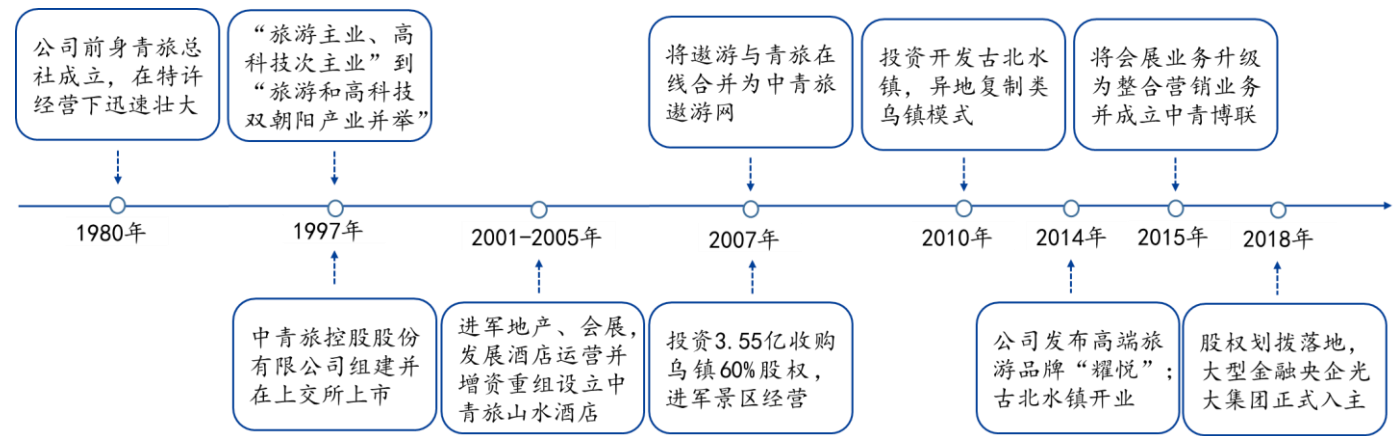 公司前身青旅总
社成立，在特许
经营下迅速壮大
“旅游主业、高
科技次主业”到
“旅游和高科技
双朝阳产业并举”
将遨游与青旅在
线合并为中青旅
遨游网
投资开发古北水
镇，异地复制类
乌镇模式
将会展业务升级
为整合营销业务
并成立中青博联
1980年
1997年
2001-2005年
2007年
2010年
2014年
2015年
2018年
中青旅控股股份
有限公司组建并
在上交所上市
进军地产、会展，
发展酒店运营并
增资重组设立中
青旅山水酒店
投资3.55亿收购
乌镇60%股权，
进军景区经营
公司发布高端旅
游品牌“耀悦”；
古北水镇开业
股权划拨落地，
大型金融央企光
大集团正式入主